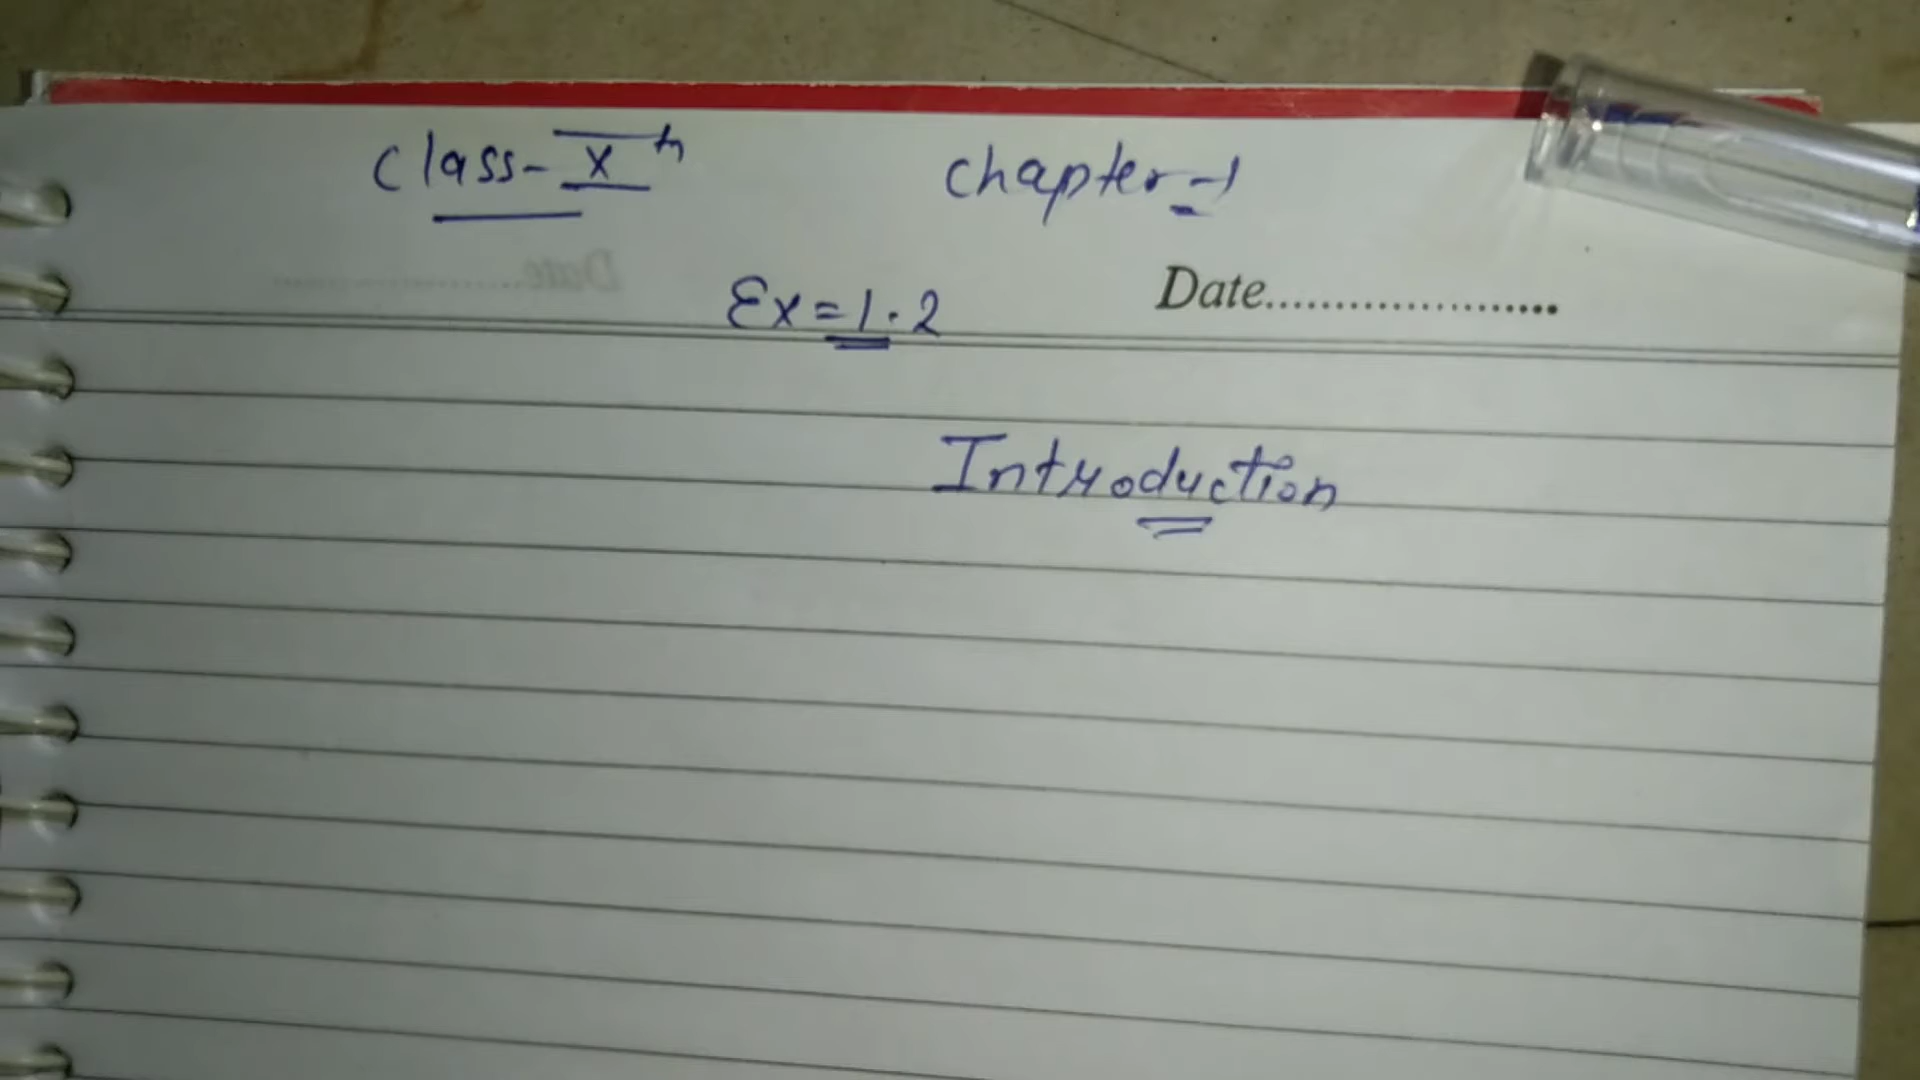 Class-Xth Chapter-1
Ex=1.2 Date......................
Introduction